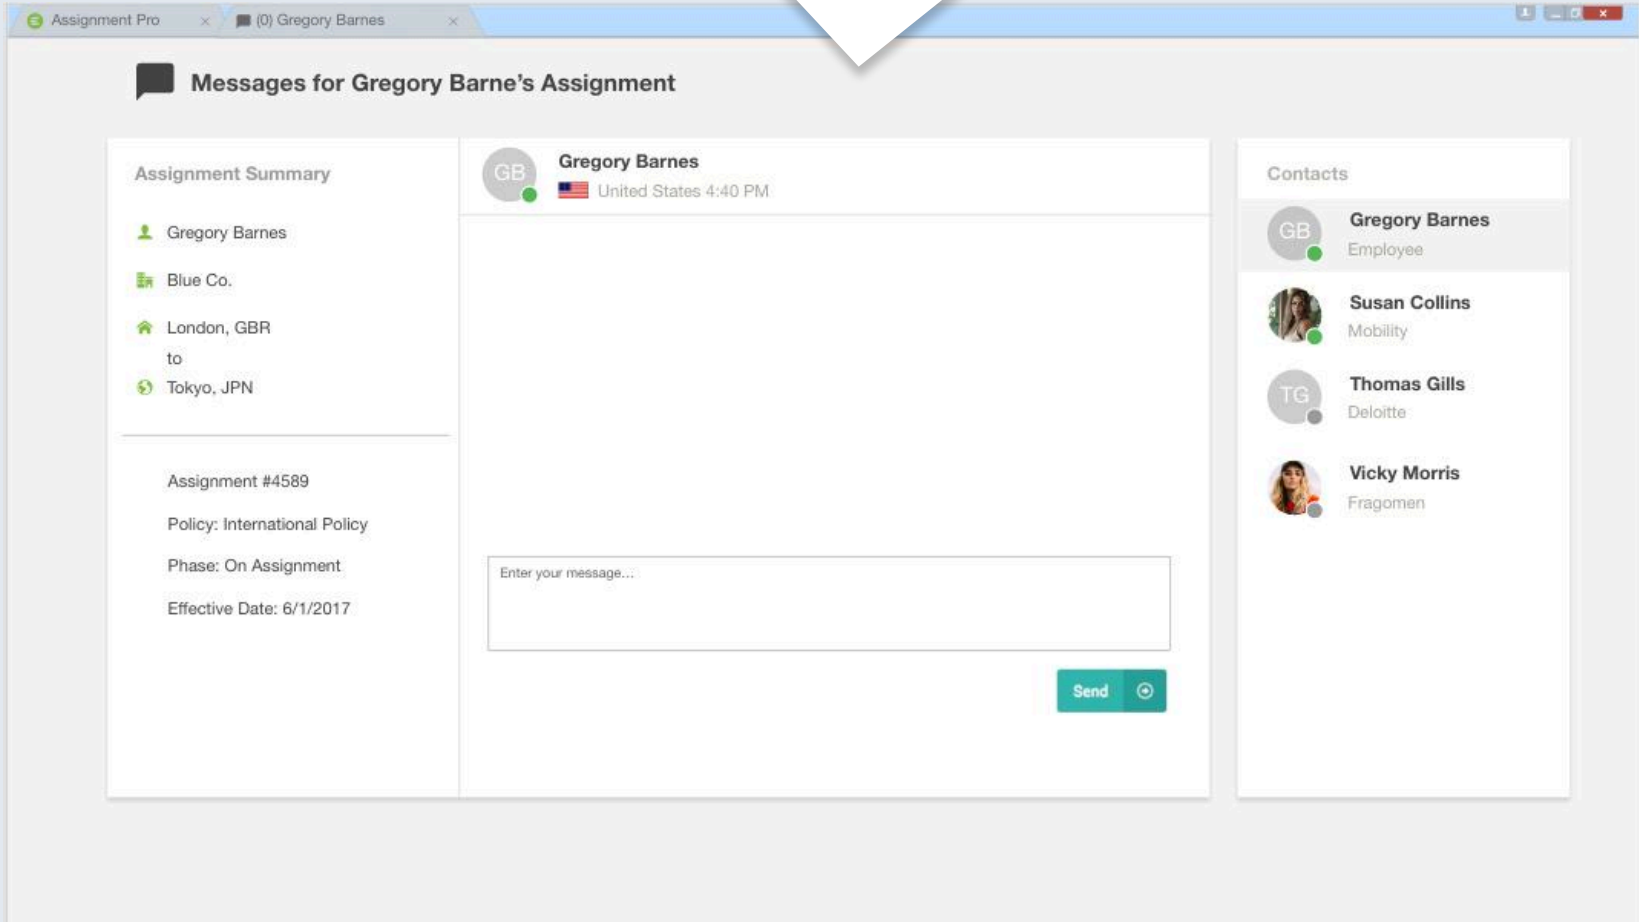 Assignment Pro
(0) Gregory Barnes
Messages for Gregory Barne's Assignment
Assignment Summary
Gregory Barnes
Blue Co.
London, GBR
to
Tokyo, JPN
Assignment #4589
Policy: International Policy
Phase: On Assignment
Effective Date: 6/1/2017
GB
Gregory Barnes
United States 4:40 PM
Enter your message...
Send
Contacts
GB
Gregory Barnes
Employee
Susan Collins
Mobility
TG
Thomas Gills
Deloitte
Vicky Morris
Fragomen